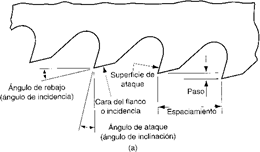 Superficie de
ataque
Ángulo de rebajo
(ángulo de incidencia)
Cara del flanco
o incidencia
Paso
Espaciamiento
Ángulo de ataque
(ángulo de inclinación)
(a)